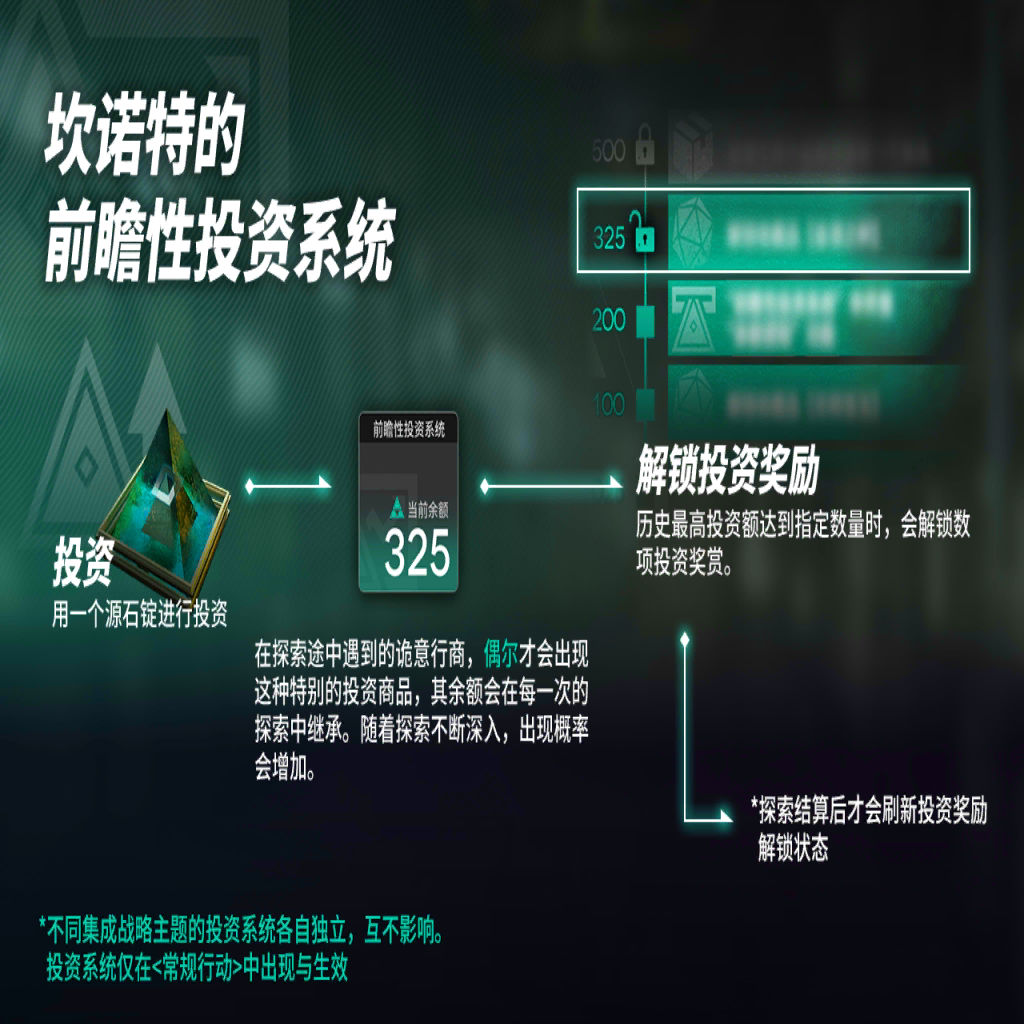 坎诺特的
前瞻性投资系统
500
325
200
100
投资
用一个源石锭进行投资
前瞻性投资系统
当前余额
325
在探索途中遇到的诡意行商，偶尔才会出现
这种特别的投资商品，其余额会在每一次的
探索中继承。随着探索不断深入，出现概率
会增加。
解锁投资奖励
历史最高投资额达到指定数量时，会解锁数
项投资奖赏。
*探索结算后才会刷新投资奖励
解锁状态
*不同集成战略主题的投资系统各自独立，互不影响。
投资系统仅在<常规行动>中出现与生效